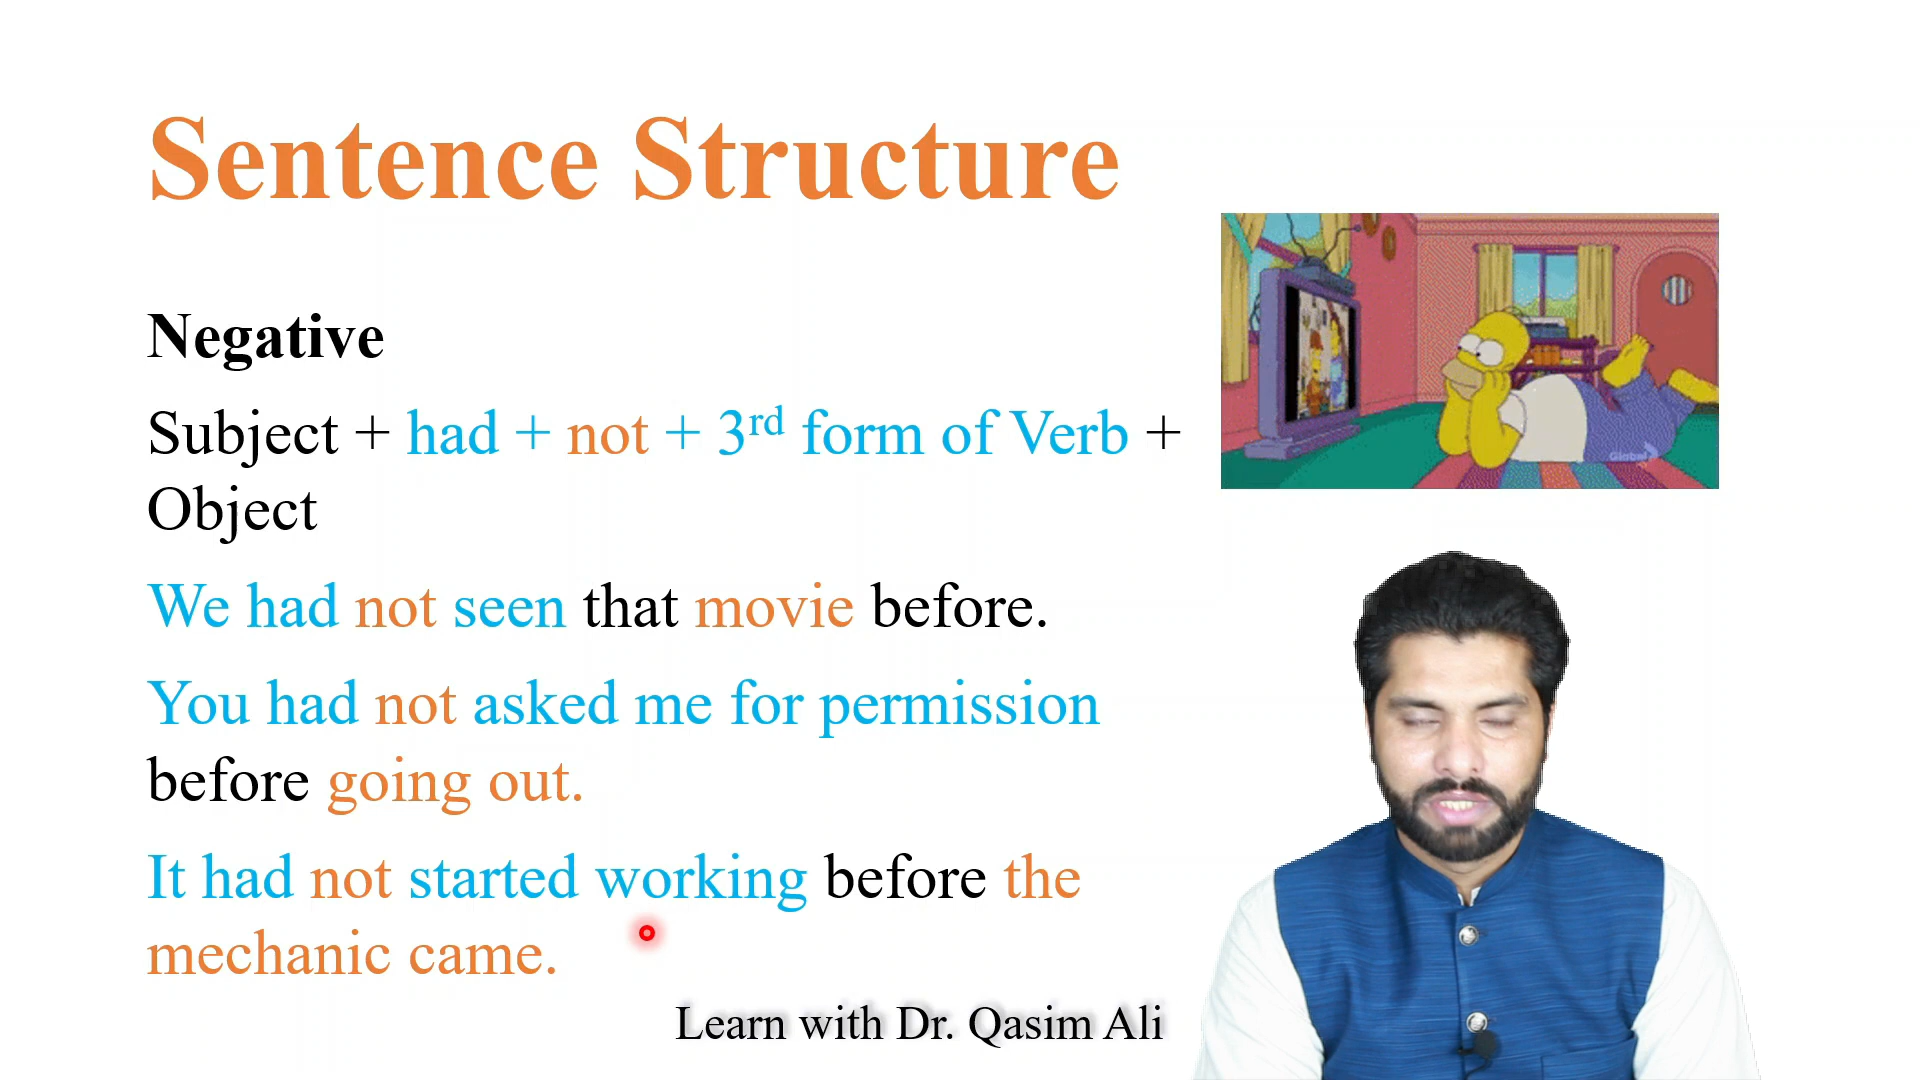 Sentence Structure
Negative
Subject + had + not + 3rd form of Verb +
Object
We had not seen that movie before.
You had not asked me for permission
before going out.
It had not started working before the
mechanic came.
Learn with Dr. Qasim Ali
Global